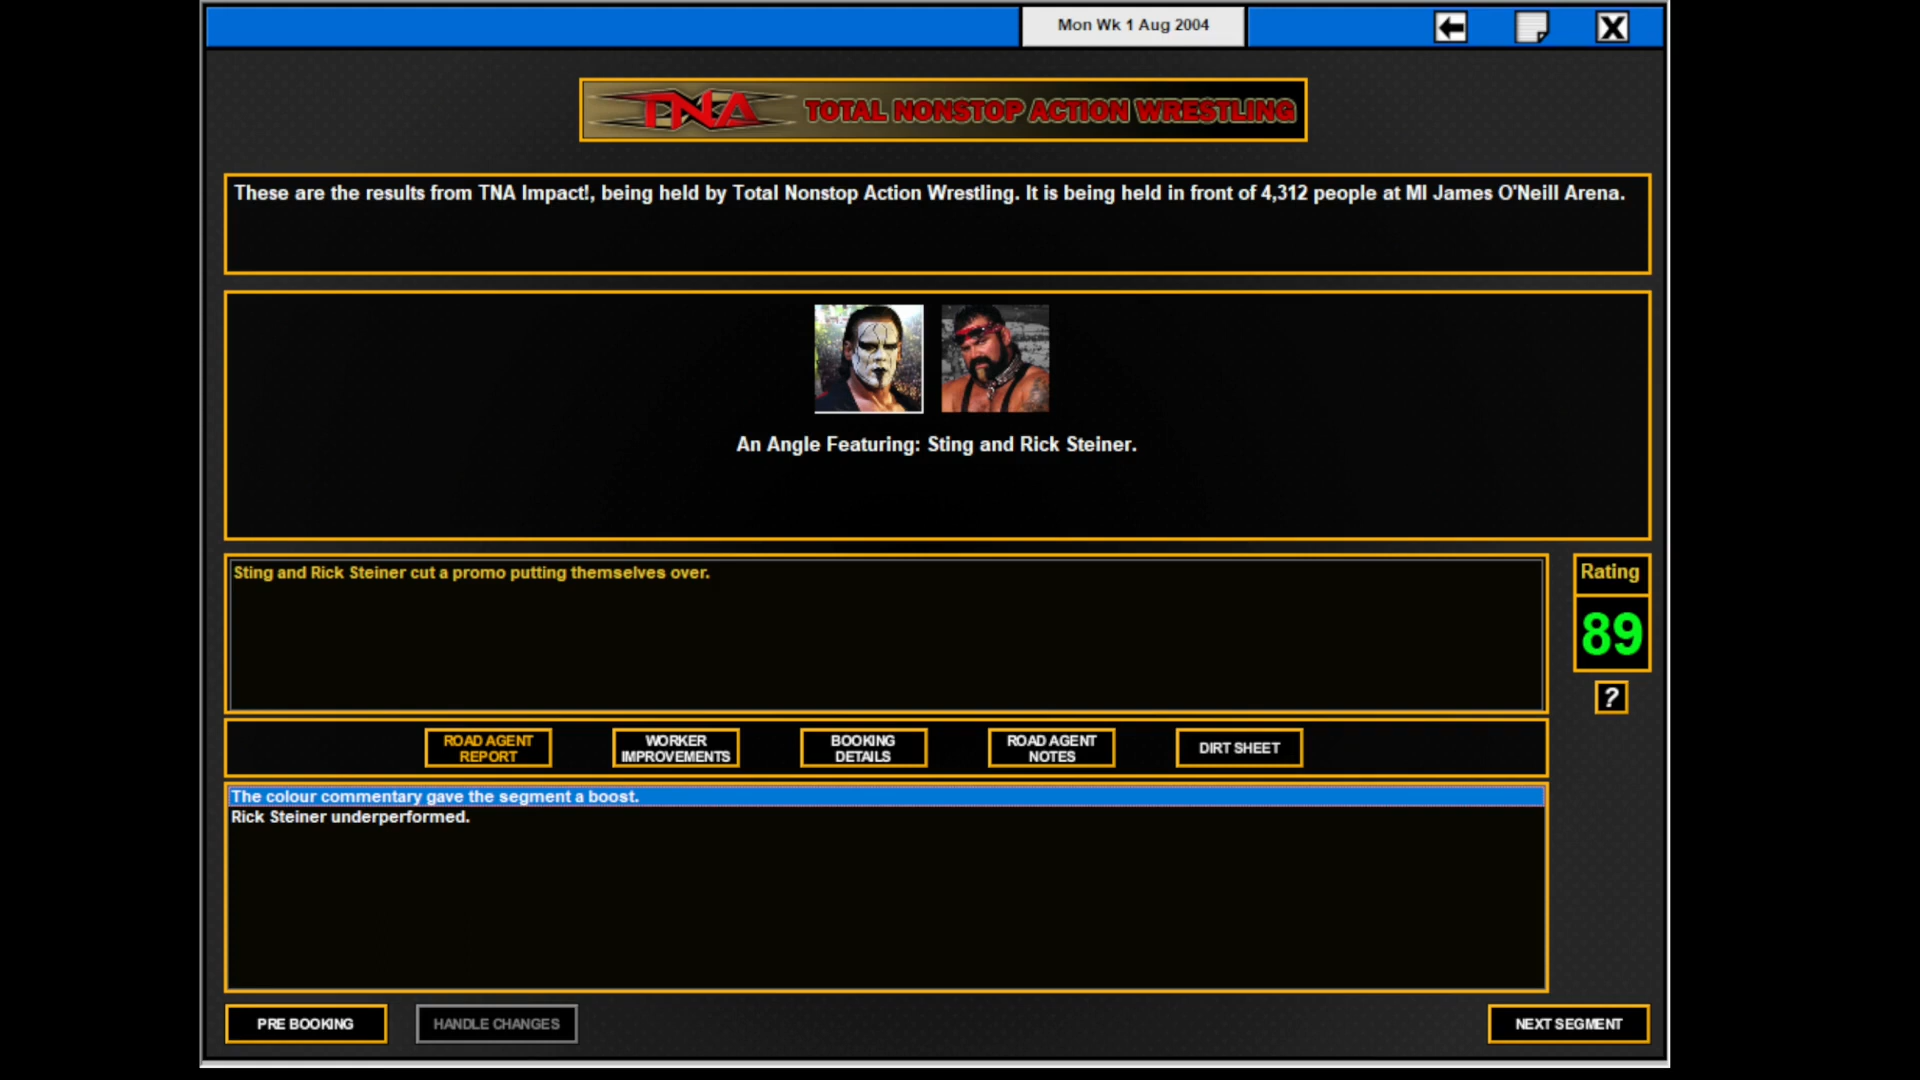 Mon Wk 1 Aug 2004
TNA TOTAL NONSTOP ACTION WRESTLING
These are the results from TNA Impact!, being held by Total Nonstop Action Wrestling. It is being held in front of 4,312 people at MI James O'Neill Arena.
An Angle Featuring: Sting and Rick Steiner.
Sting and Rick Steiner cut a promo putting themselves over.
Rating
89
?
ROAD AGENT
REPORT
WORKER
IMPROVEMENTS
BOOKING
DETAILS
ROAD AGENT
NOTES
DIRT SHEET
The colour commentary gave the segment a boost.
Rick Steiner underperformed.
PRE BOOKING
HANDLE CHANGES
NEXT SEGMENT